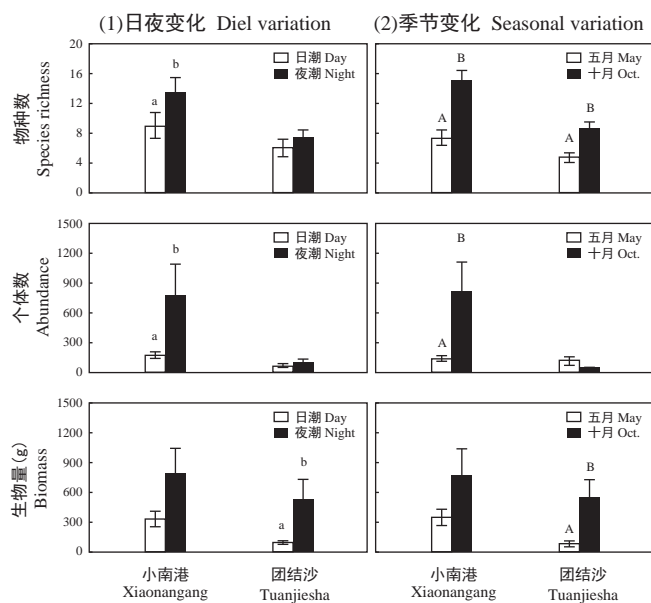 (1)日夜变化 Diel variation
(2)季节变化 Seasonal variation
物种数
Species richness
20
16
12
8
4
0
日潮 Day
夜潮 Night
a
b
五月 May
十月 Oct.
A
B
A
B
个体数
Abundance
1500
1200
900
600
300
0
日潮 Day
夜潮 Night
a
b
五月 May
十月 Oct.
A
B
生物量(g)
Biomass
1500
1200
900
600
300
0
日潮 Day
夜潮 Night
a
b
五月 May
十月 Oct.
A
B
小南港
Xiaonangang
团结沙
Tuanjiesha
小南港
Xiaonangang
团结沙
Tuanjiesha